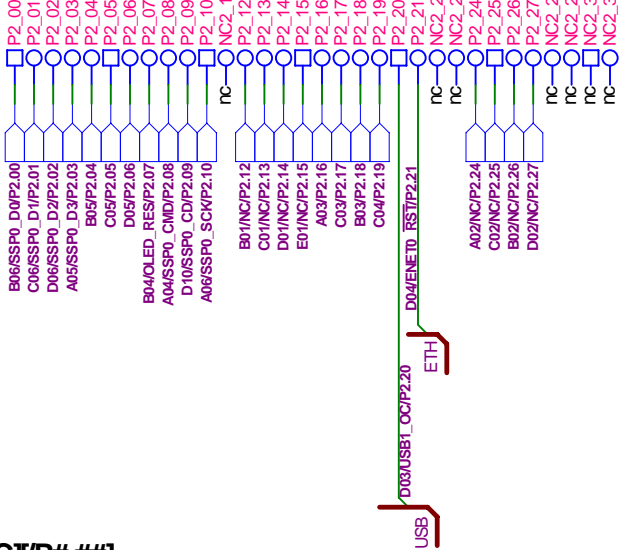 P2_00
P2_01
P2_02
P2_03
P2_04
P2_05
P2_06
P2_07
P2_08
P2_09
P2_10
P2_12
P2_13
P2_14
P2_15
P2_16
P2_17
P2_18
P2_19
P2_20
P2_21
P2_24
P2_25
P2_26
P2_27
nc
nc
nc
nc
nc
nc
nc
B06/SSP0_D0/P2.00
C06/SSP0_D1/P2.01
D06/SSP0_D2/P2.02
A05/SSP0_D3/P2.03
B05/P2.04
C05/P2.05
D05/P2.06
B04/OLED_RES/P2.07
A04/SSP0_CMD/P2.08
D10/SSP0_CD/P2.09
A06/SSP0_SCK/P2.10
B01/NC/P2.12
C01/NC/P2.13
D01/NC/P2.14
E01/NC/P2.15
A03/P2.16
C03/P2.17
B03/P2.18
C04/P2.19
D03/USB1_OC/P2.20
D04/ENET0_RST/P2.21
A02/NC/P2.24
C02/NC/P2.25
B02/NC/P2.26
D02/NC/P2.27
ETH
USB